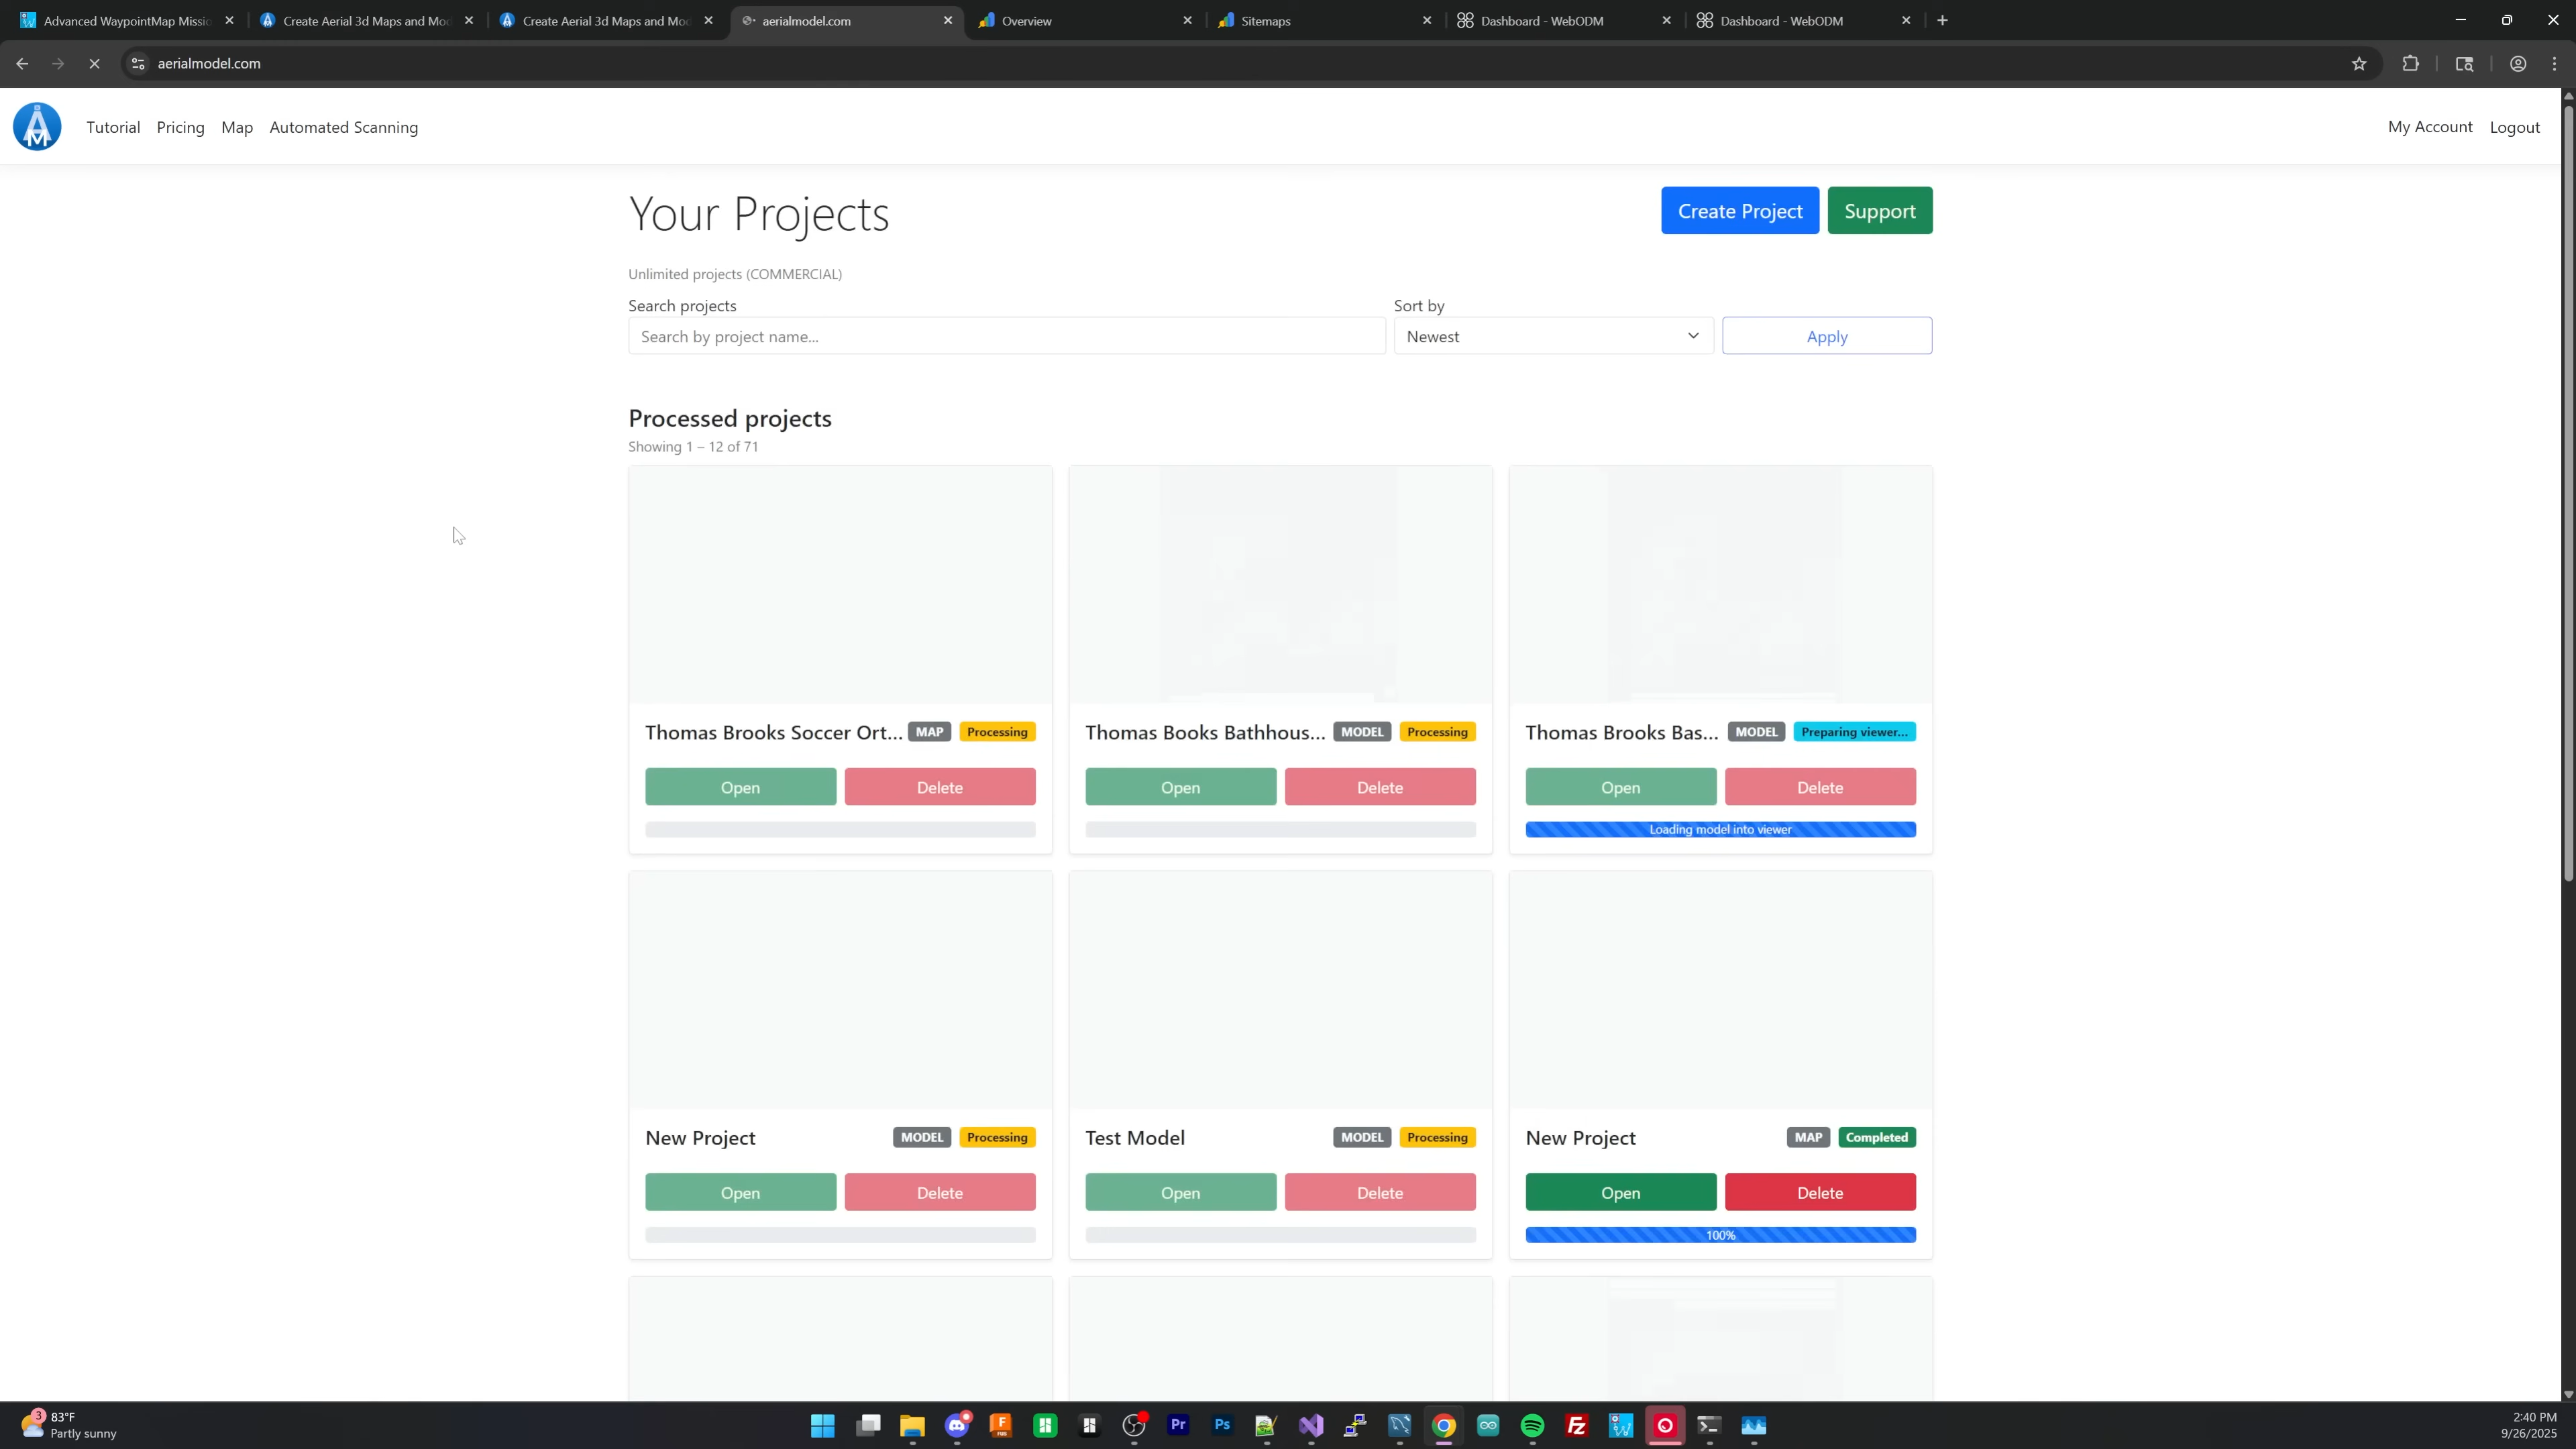 Advanced WaypointMap Missio
Create Aerial 3d Maps and Mod
Create Aerial 3d Maps and Mod
aerialmodel.com
Overview
Sitemaps
Dashboard - WebODM
Dashboard - WebODM
aerialmodel.com
Tutorial Pricing Map Automated Scanning
My Account Logout
Your Projects
Create Project Support
Unlimited projects (COMMERCIAL)
Search projects
Sort by
Search by project name...
Newest
Apply
Processed projects
Showing 1 – 12 of 71
Thomas Brooks Soccer Ort... MAP Processing
Open Delete
Thomas Books Bathhous... MODEL Processing
Open Delete
Thomas Brooks Bas... MODEL Preparing viewer...
Open Delete
Loading model into viewer
New Project MODEL Processing
Open Delete
Test Model MODEL Processing
Open Delete
New Project MAP Completed
Open Delete
100%
3
83°F
Partly sunny
2:40 PM
9/26/2025